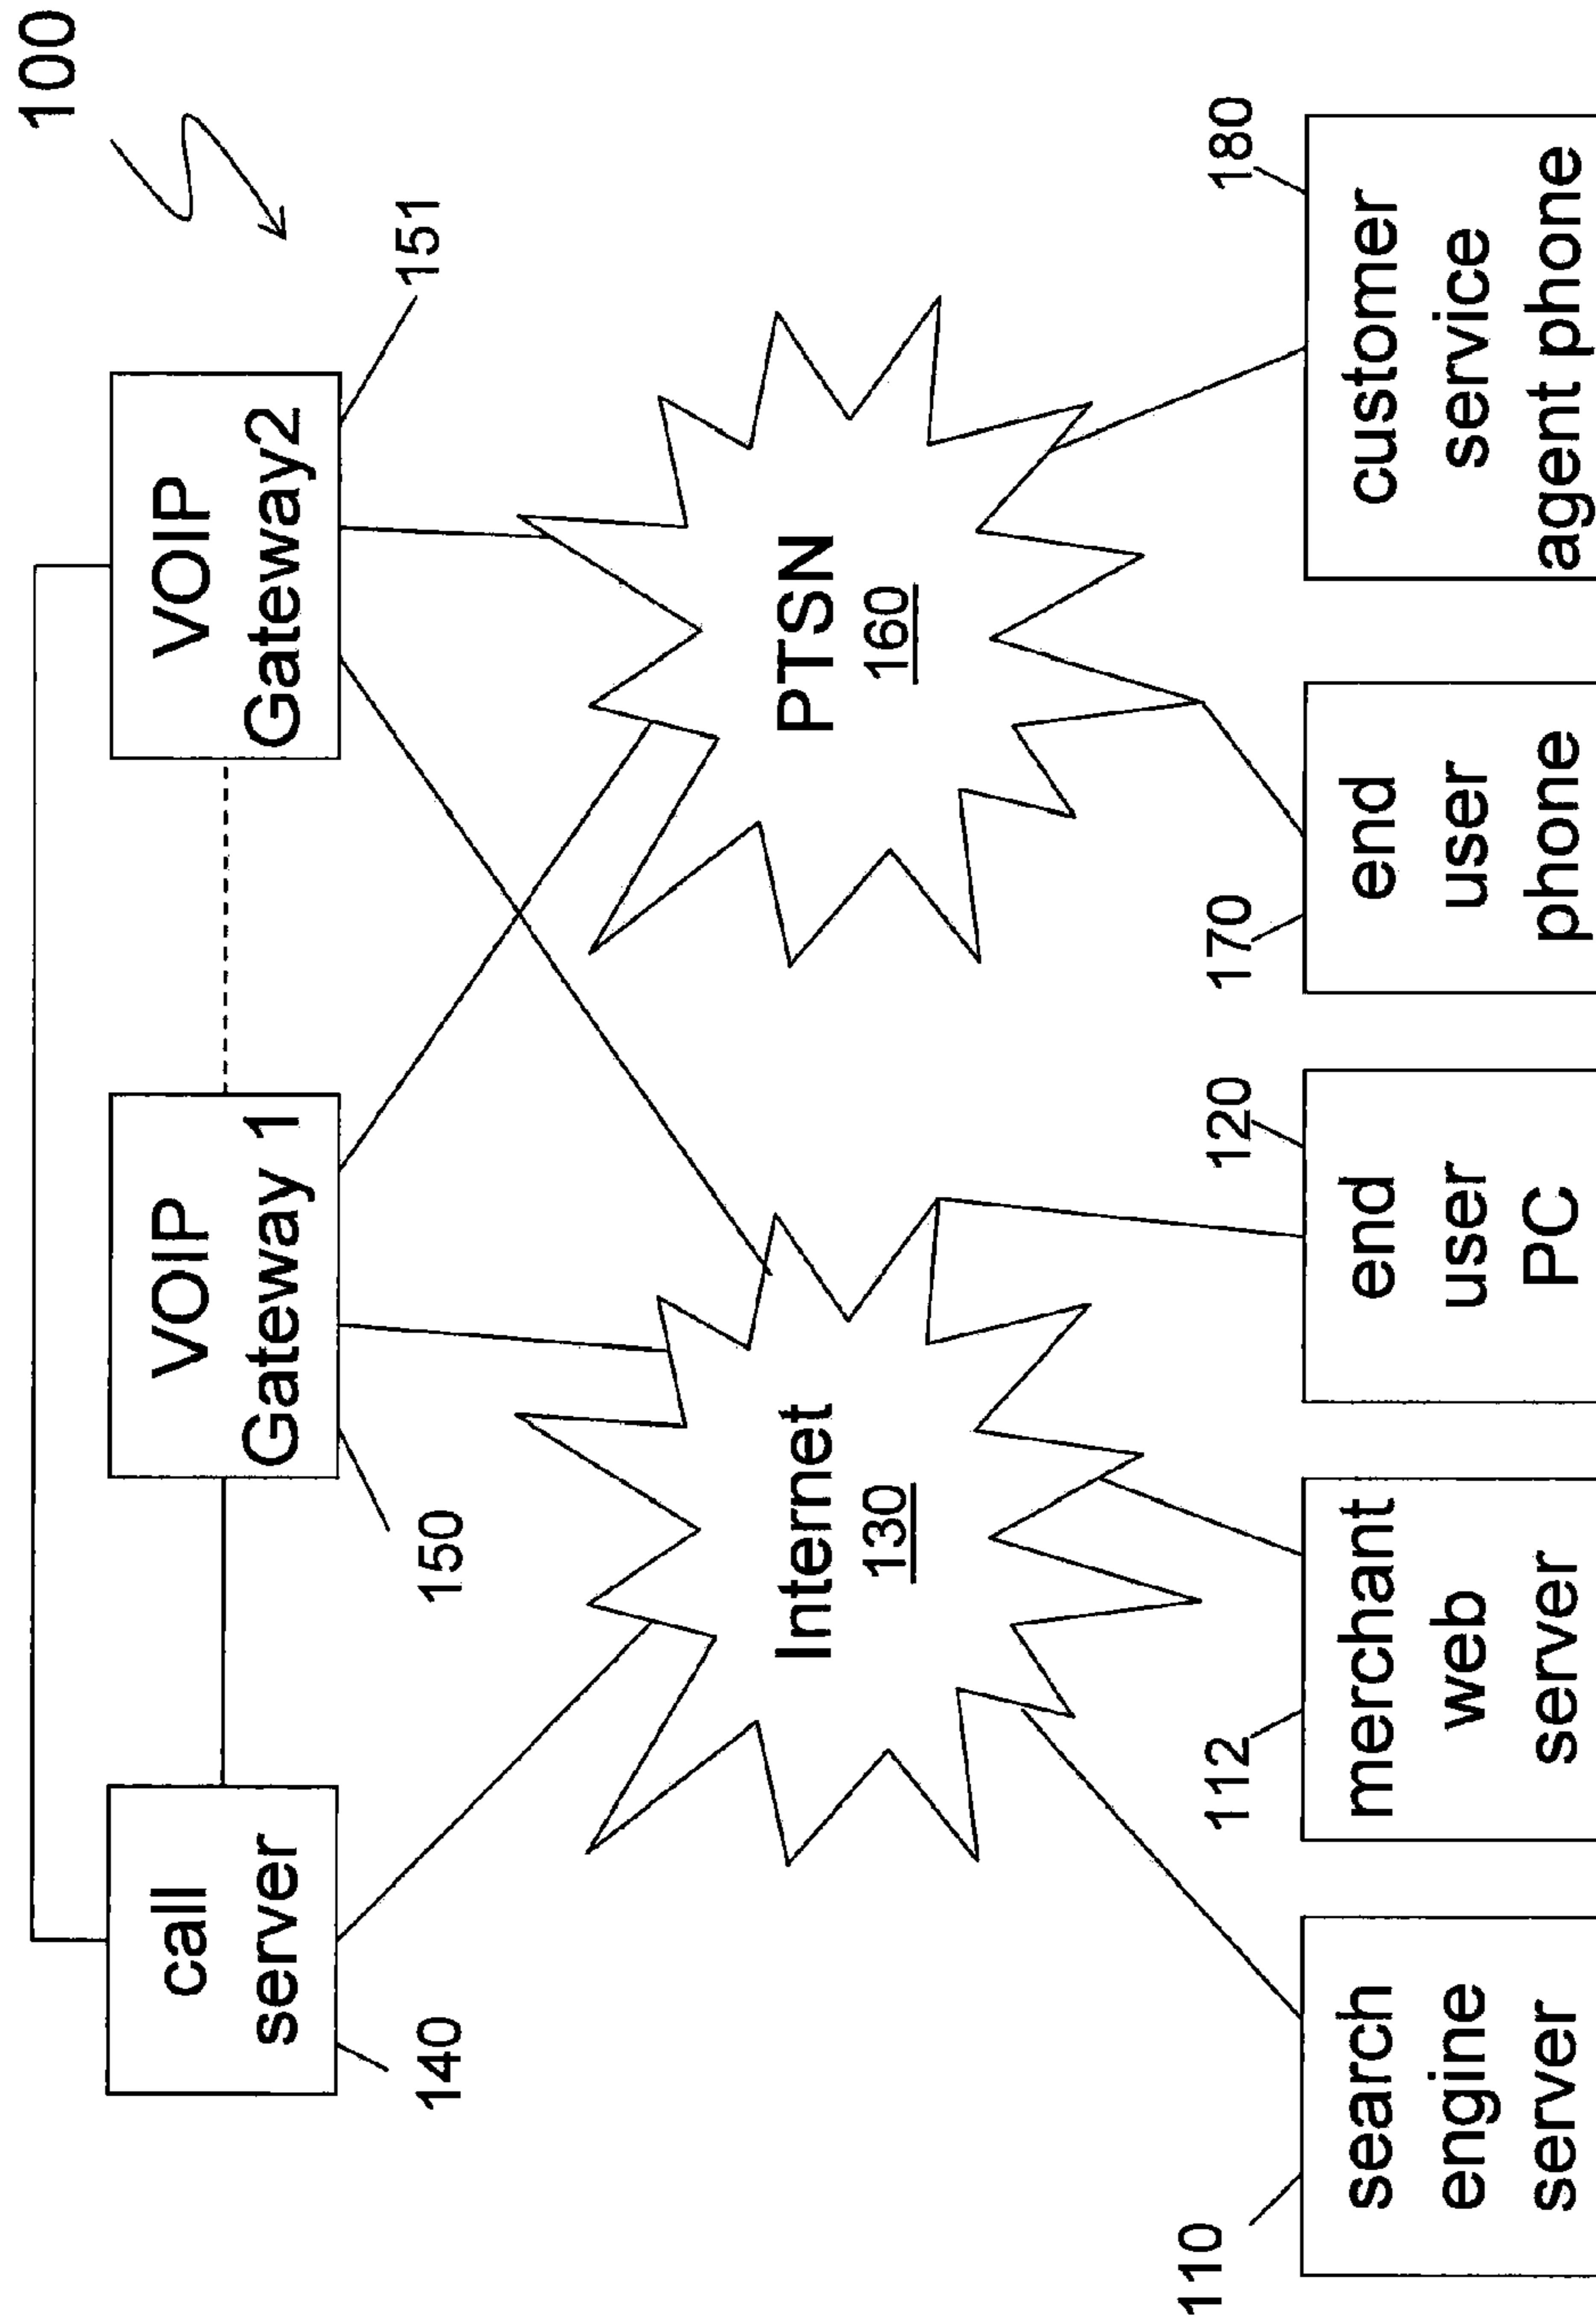 100
call
server
140
VOIP
Gateway 1
150
VOIP
Gateway2
151
Internet
130
PTSN
160
110
search
engine
server
112
merchant
web
server
120
end
user
PC
170
end
user
phone
180
customer
service
agent phone